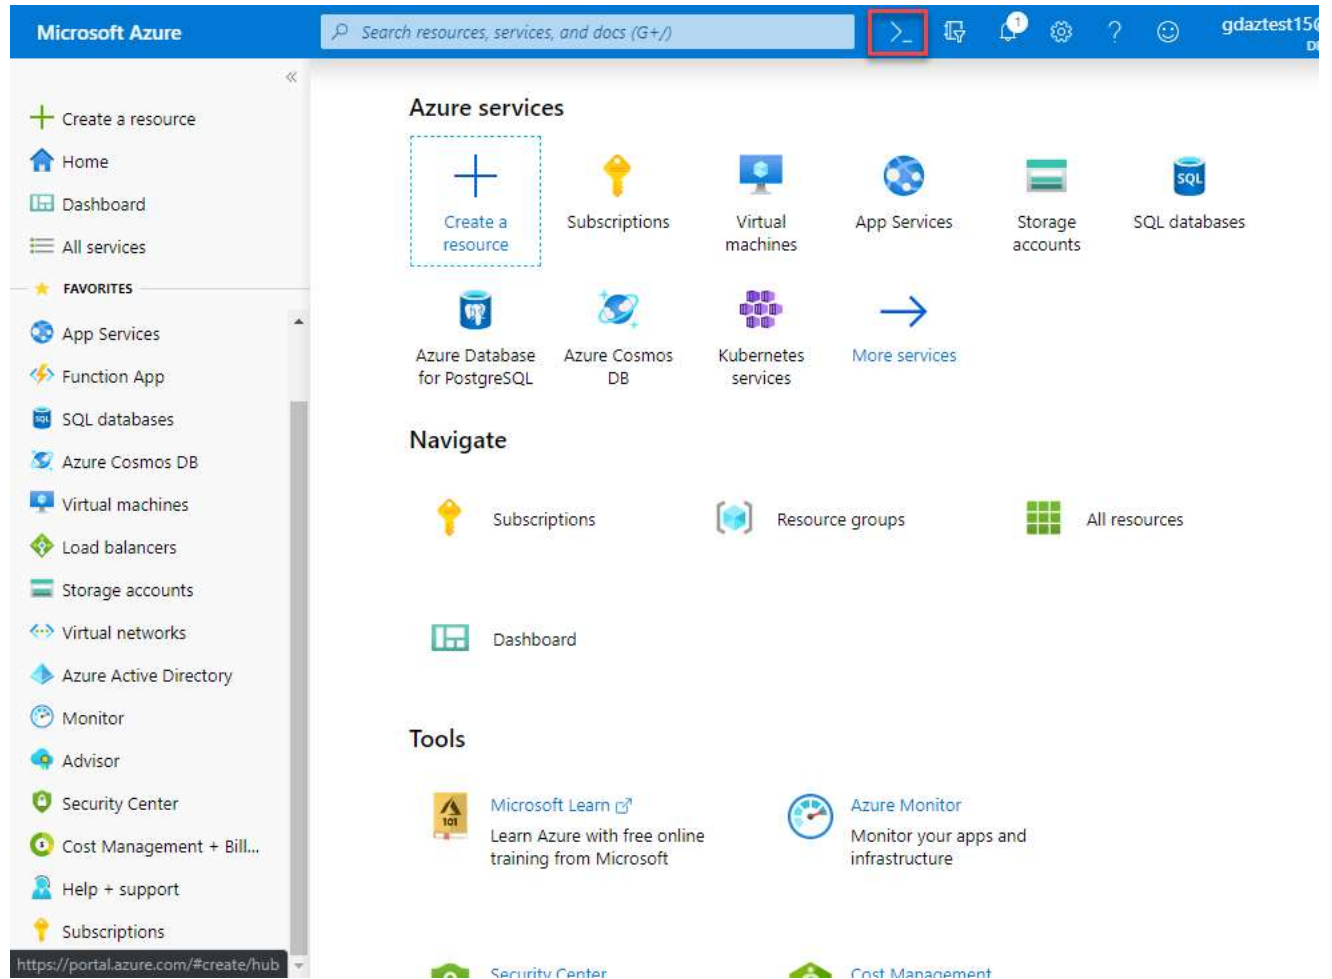 Microsoft Azure
Search resources, services, and docs (G+/)
>_
1
?
gdaztest15@
Create a resource
Home
Dashboard
All services
FAVORITES
App Services
Function App
SQL databases
Azure Cosmos DB
Virtual machines
Load balancers
Storage accounts
Virtual networks
Azure Active Directory
Monitor
Advisor
Security Center
Cost Management + Bill...
Help + support
Subscriptions
https://portal.azure.com/#create/hub
Azure services
Create a
resource
Subscriptions
Virtual
machines
App Services
Storage
accounts
SQL
SQL databases
Azure Database
for PostgreSQL
Azure Cosmos
DB
Kubernetes
services
More services
Navigate
Subscriptions
Resource groups
All resources
Dashboard
Tools
101
Microsoft Learn
Learn Azure with free online
training from Microsoft
Azure Monitor
Monitor your apps and
infrastructure
Security Center
Cost Management